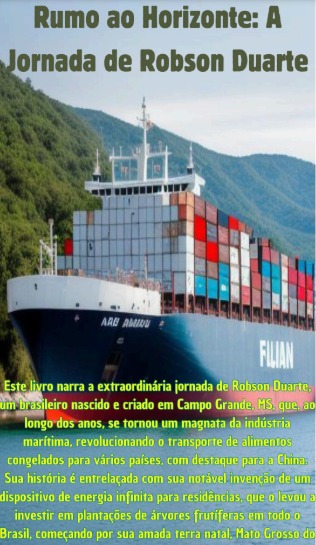 Rumo ao Horizonte: A
Jornada de Robson Duarte
FILIAN
Este livro narra a extraordinária jornada de Robson Duarte,
um brasileiro nascido e criado em Campo Grande, MS, que, ao
longo dos anos, se tornou um magnata da indústria
marítima, revolucionando o transporte de alimentos
congelados para vários países, com destaque para a China.
Sua história é entrelaçada com sua notável invenção de um
dispositivo de energia infinita para residências, que o levou a
investir em plantações de árvores frutíferas em todo o
Brasil, começando por sua amada terra natal, Mato Grosso do